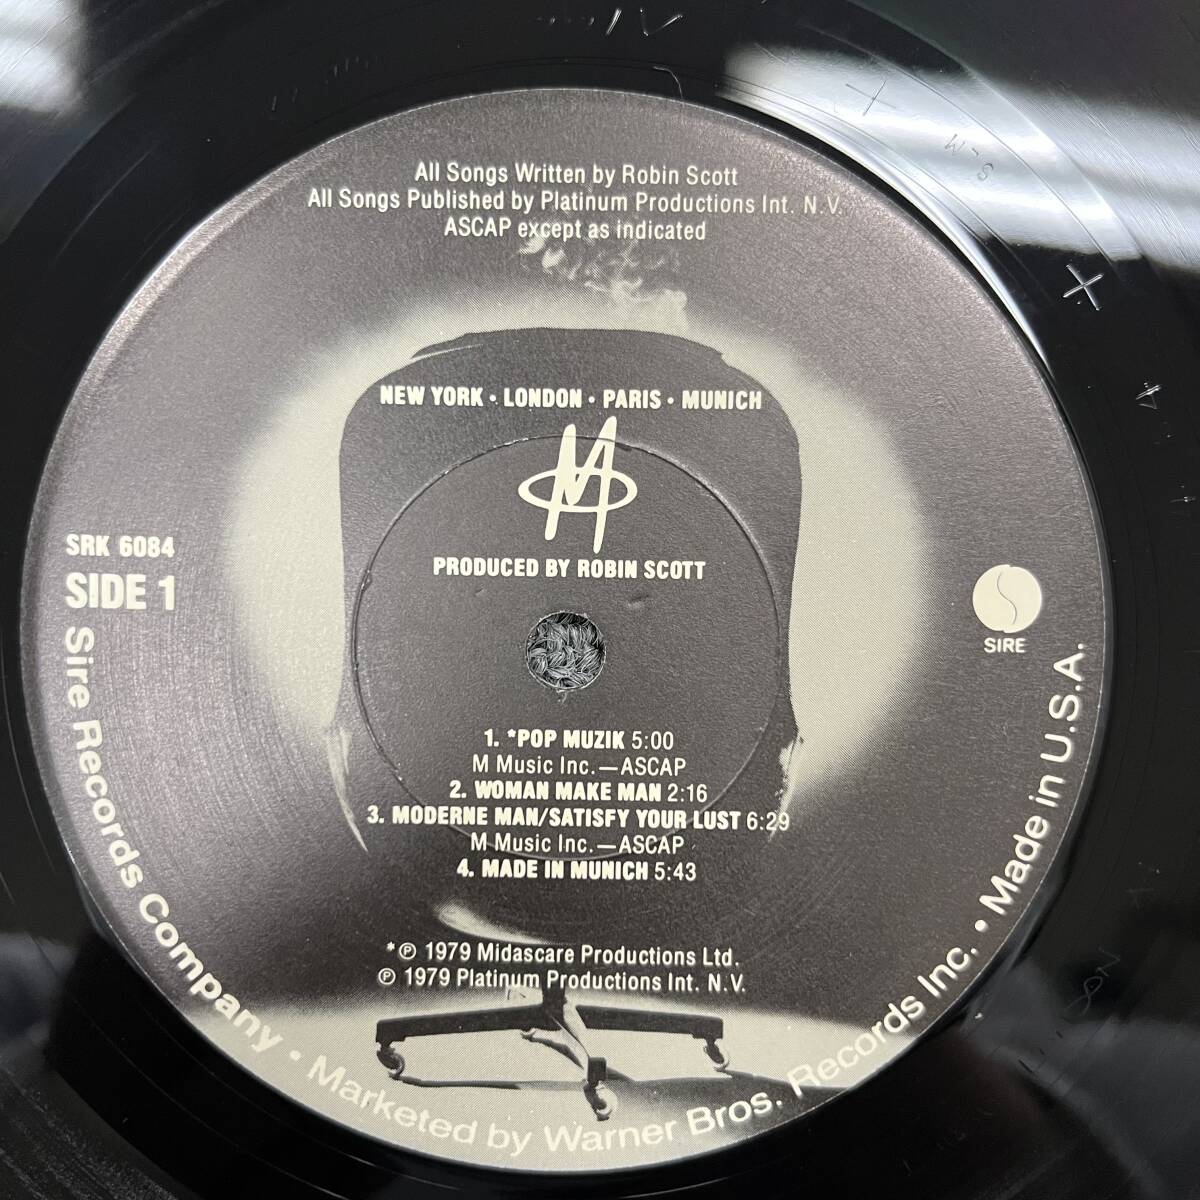 All Songs Written by Robin Scott
All Songs Published by Platinum Productions Int. N.V.
ASCAP except as indicated
NEW YORK • LONDON • PARIS • MUNICH
M
PRODUCED BY ROBIN SCOTT
SRK 6084
SIDE 1
SIRE
1. *POP MUZIK 5:00
M Music Inc.—ASCAP
2. WOMAN MAKE MAN 2:16
3. MODERNE MAN/SATISFY YOUR LUST 6:29
M Music Inc.—ASCAP
4. MADE IN MUNICH 5:43
*℗ 1979 Midascare Productions Ltd.
℗ 1979 Platinum Productions Int. N.V.
Sire Records Company • Marketed by Warner Bros. Records Inc. • Made in U.S.A.